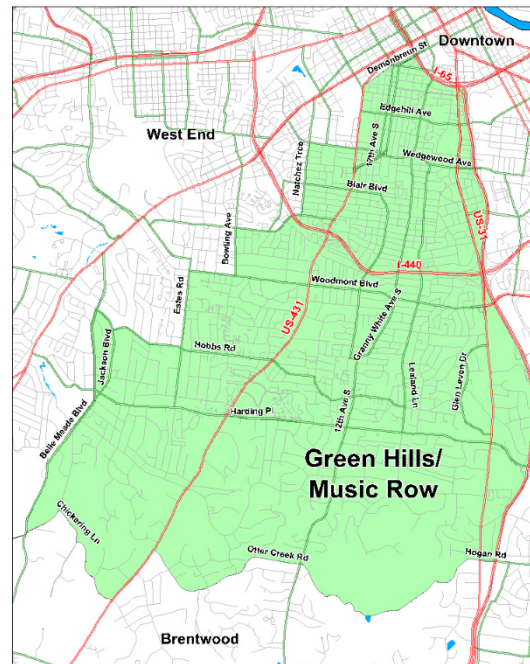 Downtown
Demonbreun St
I-65
Edgehill Ave
West End
17th Ave S
Wedgewood Ave
Natchez Trce
Blair Blvd
US-31
Bowling Ave
I-440
Woodmont Blvd
Estes Rd
US-431
Granny White Ave S
Hobbs Rd
Jackson Blvd
Lealand Ln
Glen Leven Dr
Harding Pl
Belle Meade Blvd
12th Ave S
Green Hills/
Music Row
Chickering Ln
Otter Creek Rd
Hogan Rd
Brentwood